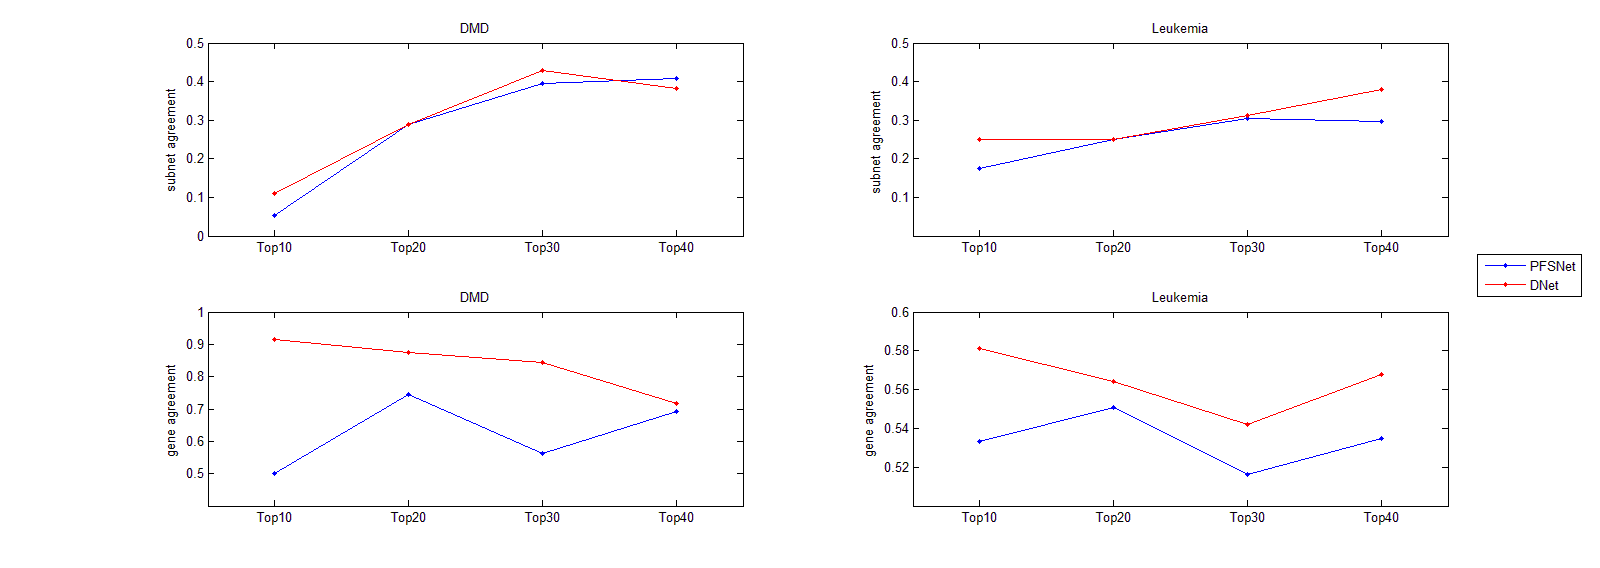 DMD
0.5
0.4
0.3
0.2
0.1
0
subnet agreement
Top10 Top20 Top30 Top40
Leukemia
0.5
0.4
0.3
0.2
0.1
subnet agreement
Top10 Top20 Top30 Top40
PFSNet
DNet
DMD
1
0.9
0.8
0.7
0.6
0.5
gene agreement
Top10 Top20 Top30 Top40
Leukemia
0.6
0.58
0.56
0.54
0.52
gene agreement
Top10 Top20 Top30 Top40